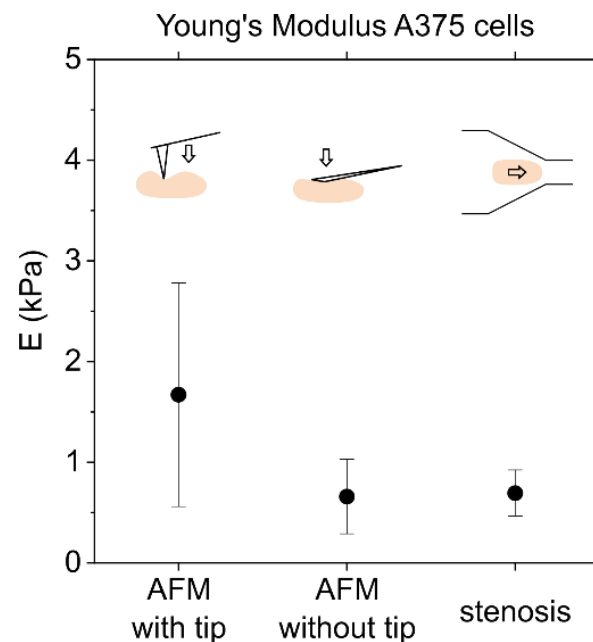 Young's Modulus A375 cells
E (kPa)
5
4
3
2
1
0
AFM
with tip
AFM
without tip
stenosis